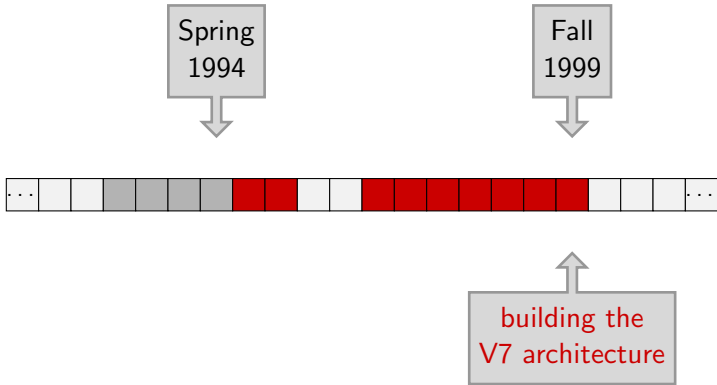 Spring
1994
Fall
1999
... ...
building the
V7 architecture